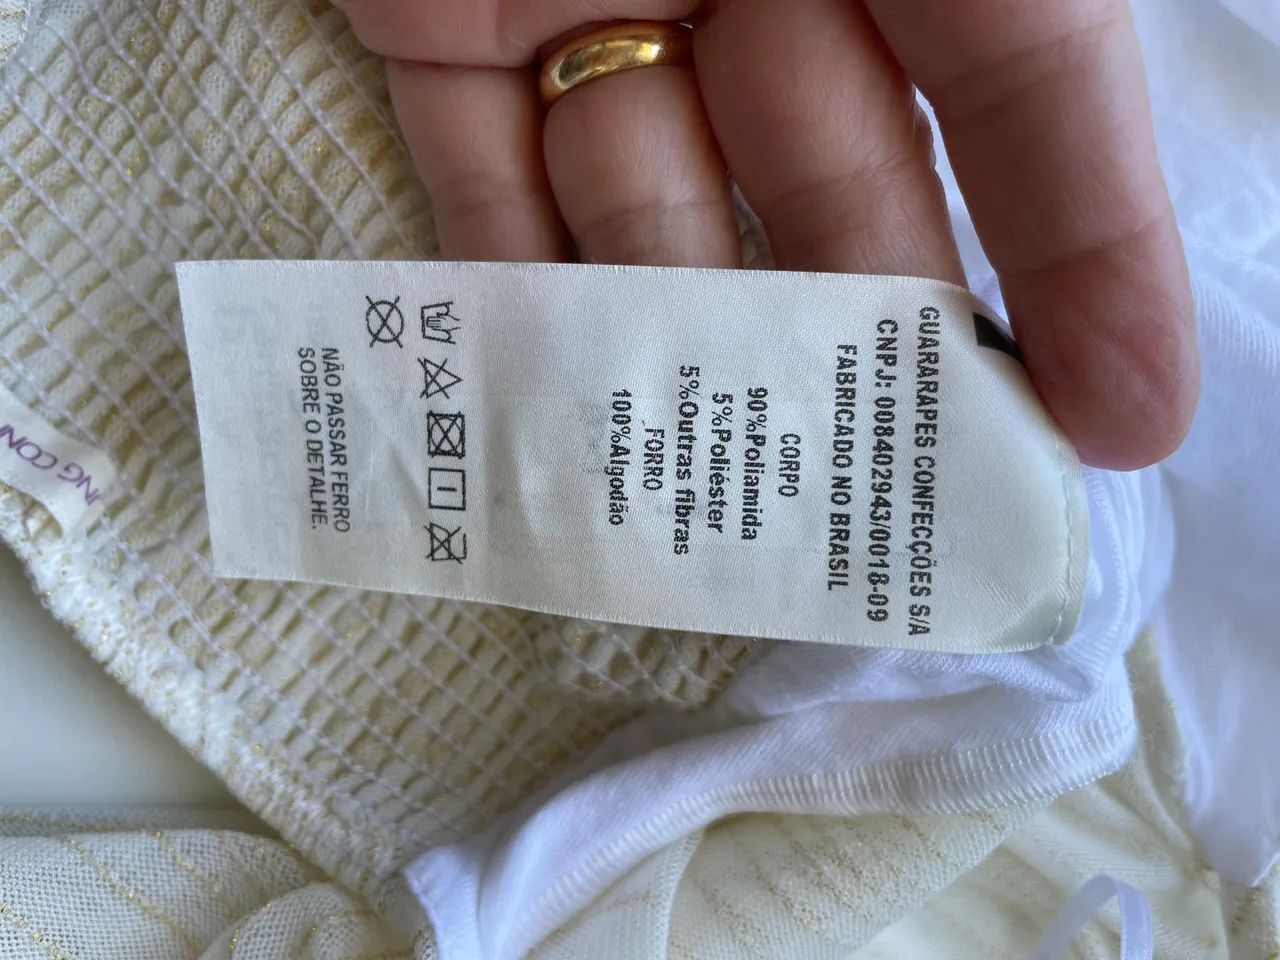 GUARARAPES CONFECÇÕES S/A
CNPJ: 008402943/0018-09
FABRICADO NO BRASIL
CORPO
90%Poliamida
5%Poliéster
5%Outras fibras
FORRO
100%Algodão
NÃO PASSAR FERRO
SOBRE O DETALHE.